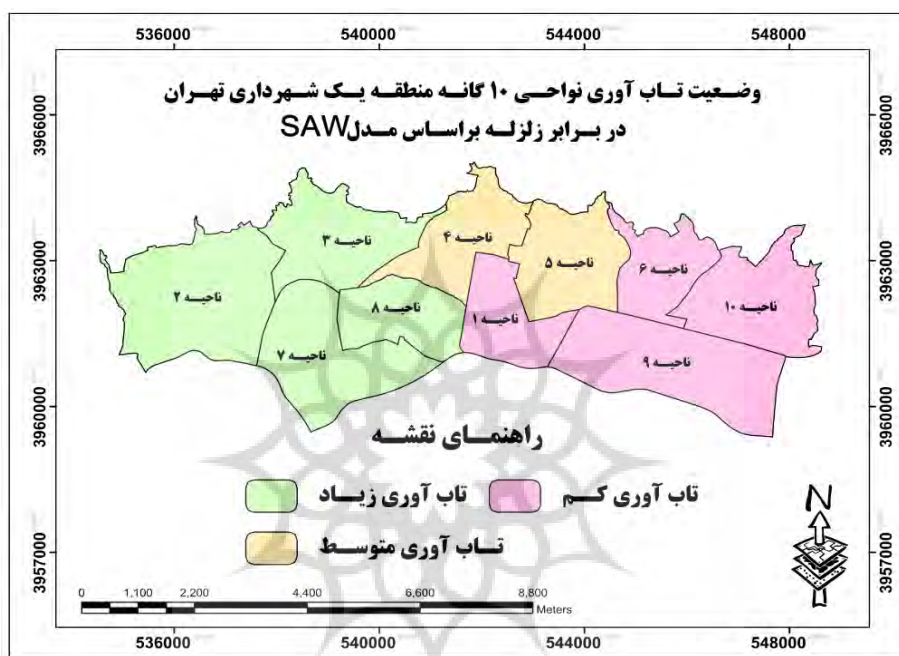 536000 540000 544000 548000
وضعیت تاب آوری نواحی ۱۰ گانه منطقه یک شهرداری تهران
در برابر زلزله براساس مدل SAW
3966000 3966000
3963000 3963000
3960000 3960000
3957000 3957000
ناحیه ۳
ناحیه ۴
ناحیه ۵
ناحیه ۶
ناحیه ۲
ناحیه ۸
ناحیه ۱
ناحیه ۱۰
ناحیه ۷
ناحیه ۹
راهنمای نقشه
تاب آوری کم
تاب آوری زیاد
تاب آوری متوسط
N
0 1,100 2,200 4,400 6,600 8,800
Meters
536000 540000 544000 548000